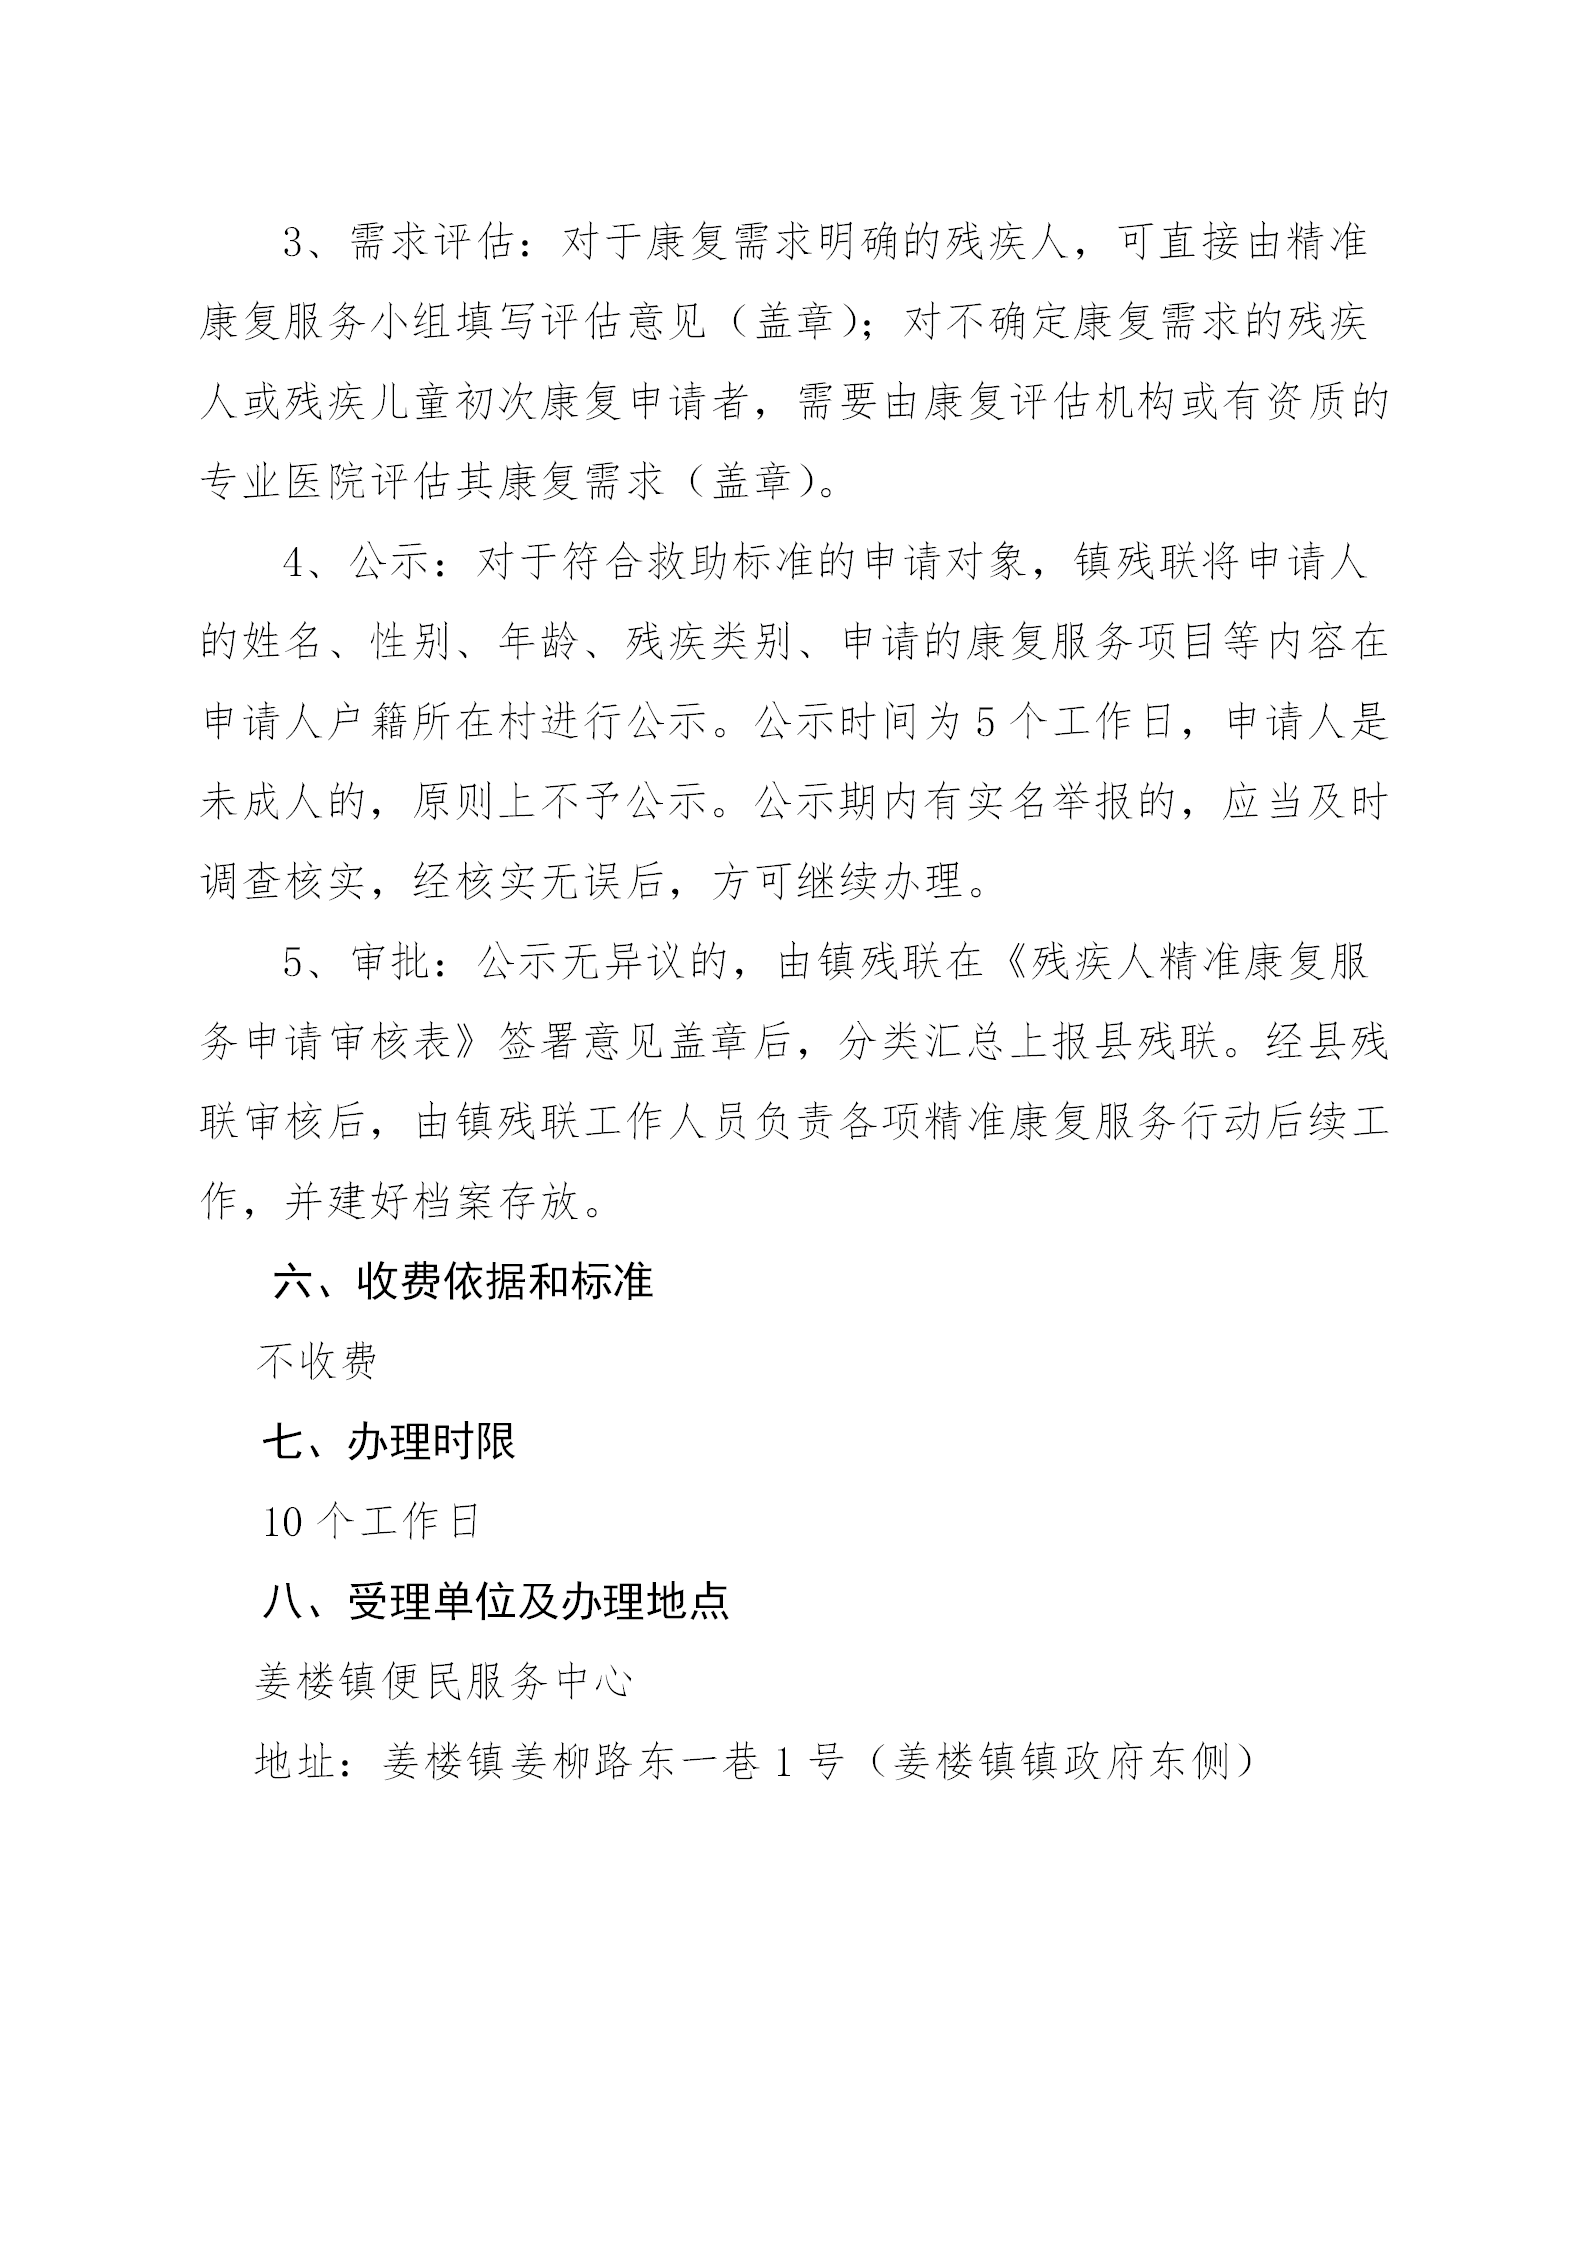 3、需求评估：对于康复需求明确的残疾人，可直接由精准
康复服务小组填写评估意见（盖章）；对不确定康复需求的残疾
人或残疾儿童初次康复申请者，需要由康复评估机构或有资质的
专业医院评估其康复需求（盖章）。
4、公示：对于符合救助标准的申请对象，镇残联将申请人
的姓名、性别、年龄、残疾类别、申请的康复服务项目等内容在
申请人户籍所在村进行公示。公示时间为 5 个工作日，申请人是
未成人的，原则上不予公示。公示期内有实名举报的，应当及时
调查核实，经核实无误后，方可继续办理。
5、审批：公示无异议的，由镇残联在《残疾人精准康复服
务申请审核表》签署意见盖章后，分类汇总上报县残联。经县残
联审核后，由镇残联工作人员负责各项精准康复服务行动后续工
作，并建好档案存放。
六、收费依据和标准
不收费
七、办理时限
10 个工作日
八、受理单位及办理地点
姜楼镇便民服务中心
地址：姜楼镇姜柳路东一巷 1 号（姜楼镇镇政府东侧）